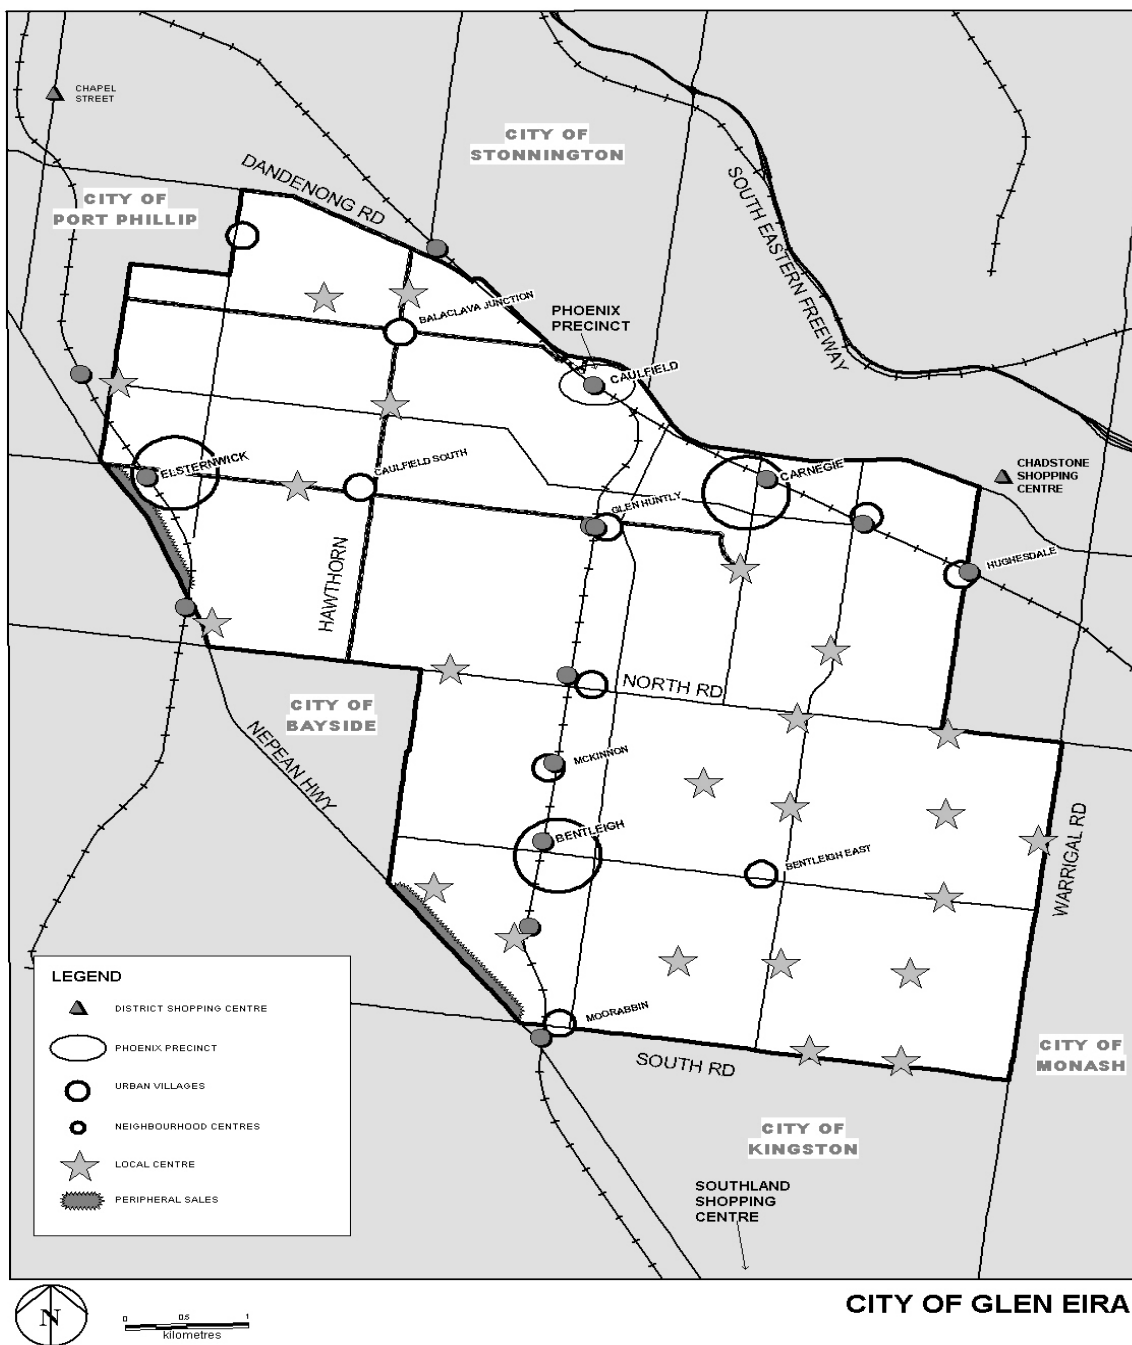 CHAPEL
STREET
CITY OF
STONNINGTON
DANDENONG RD
CITY OF
PORT PHILLIP
SOUTH EASTERN FREEWAY
BALACLAVA JUNCTION
PHOENIX
PRECINCT
CAULFIELD
ELSTERNWICK
CAULFIELD SOUTH
CARNEGIE
CHADSTONE
SHOPPING
CENTRE
GLEN HUNTLY
HAWTHORN
HUGHESDALE
NORTH RD
CITY OF
BAYSIDE
NEPEAN HWY
MCKINNON
BENTLEIGH
BENTLEIGH EAST
WARRIGAL RD
MOORABBIN
SOUTH RD
CITY OF
MONASH
CITY OF
KINGSTON
SOUTHLAND
SHOPPING
CENTRE
LEGEND
DISTRICT SHOPPING CENTRE
PHOENIX PRECINCT
URBAN VILLAGES
NEIGHBOURHOOD CENTRES
LOCAL CENTRE
PERIPHERAL SALES
N
0 0.5 1
kilometres
CITY OF GLEN EIRA